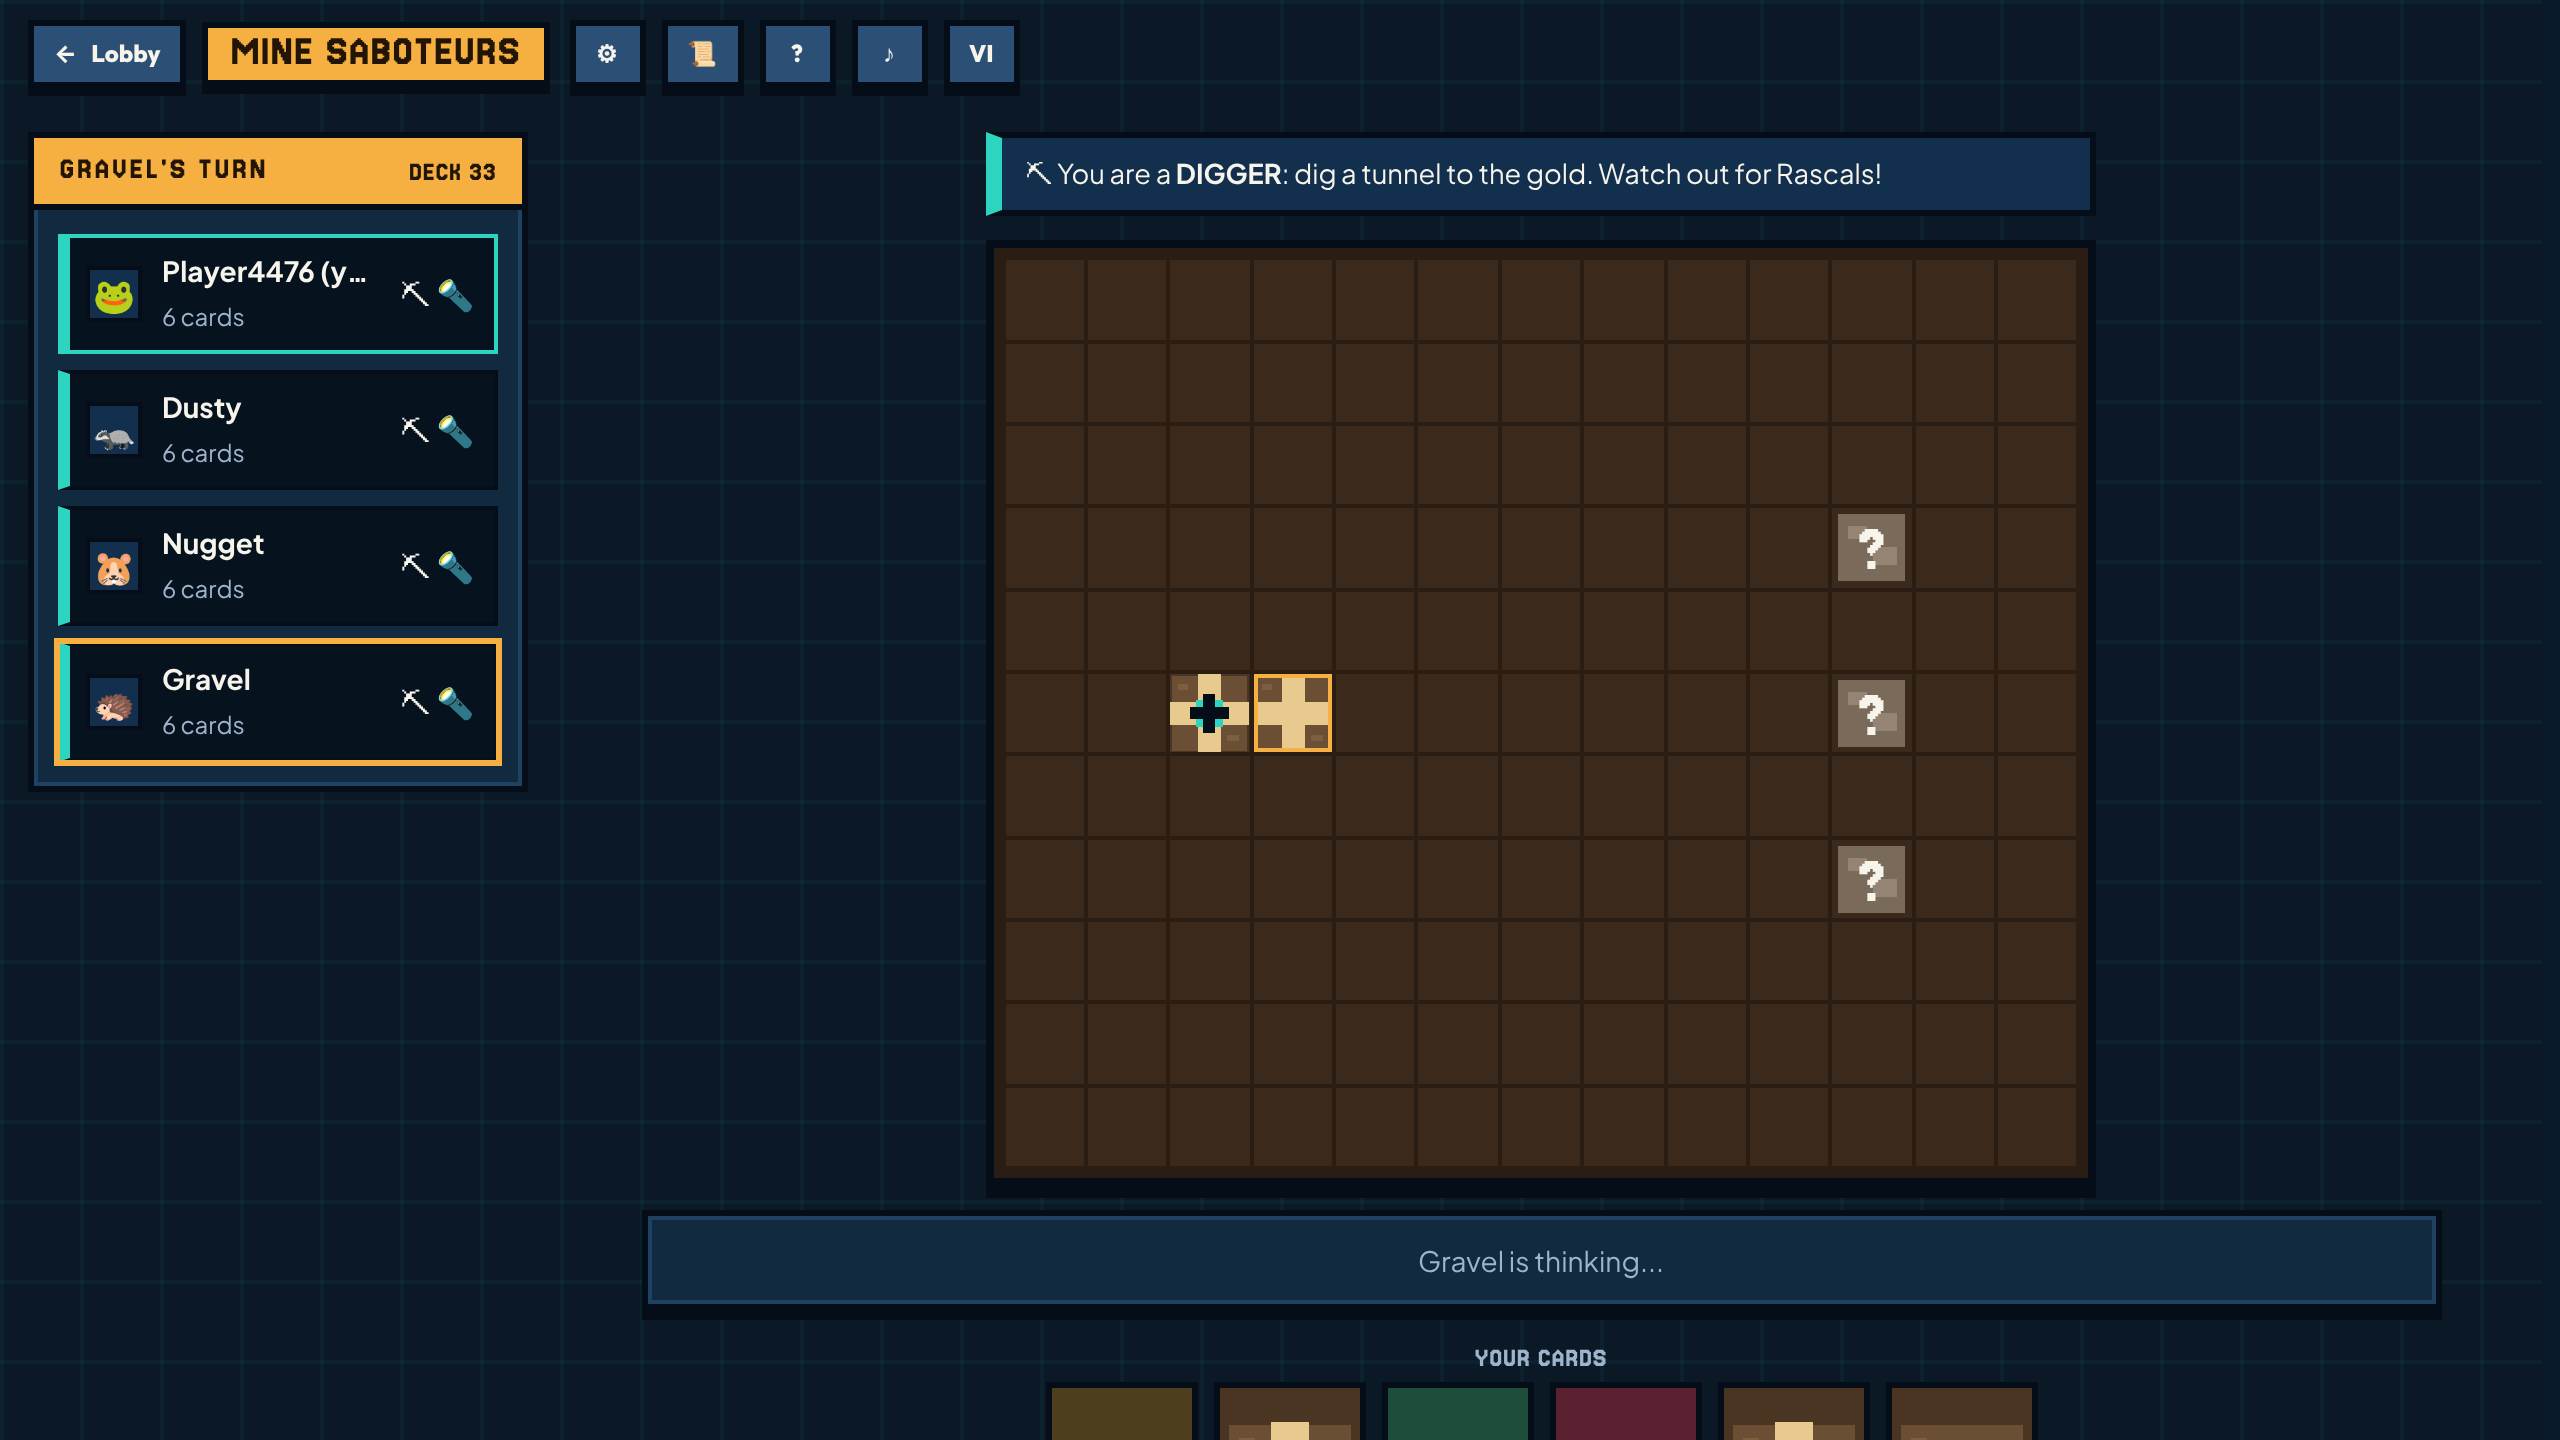 ← Lobby
MINE SABOTEURS
?
♪
VI
GRAVEL'S TURN
DECK 33
Player4476 (y...
6 cards
Dusty
6 cards
Nugget
6 cards
Gravel
6 cards
You are a DIGGER: dig a tunnel to the gold. Watch out for Rascals!
?
?
?
Gravel is thinking...
YOUR CARDS